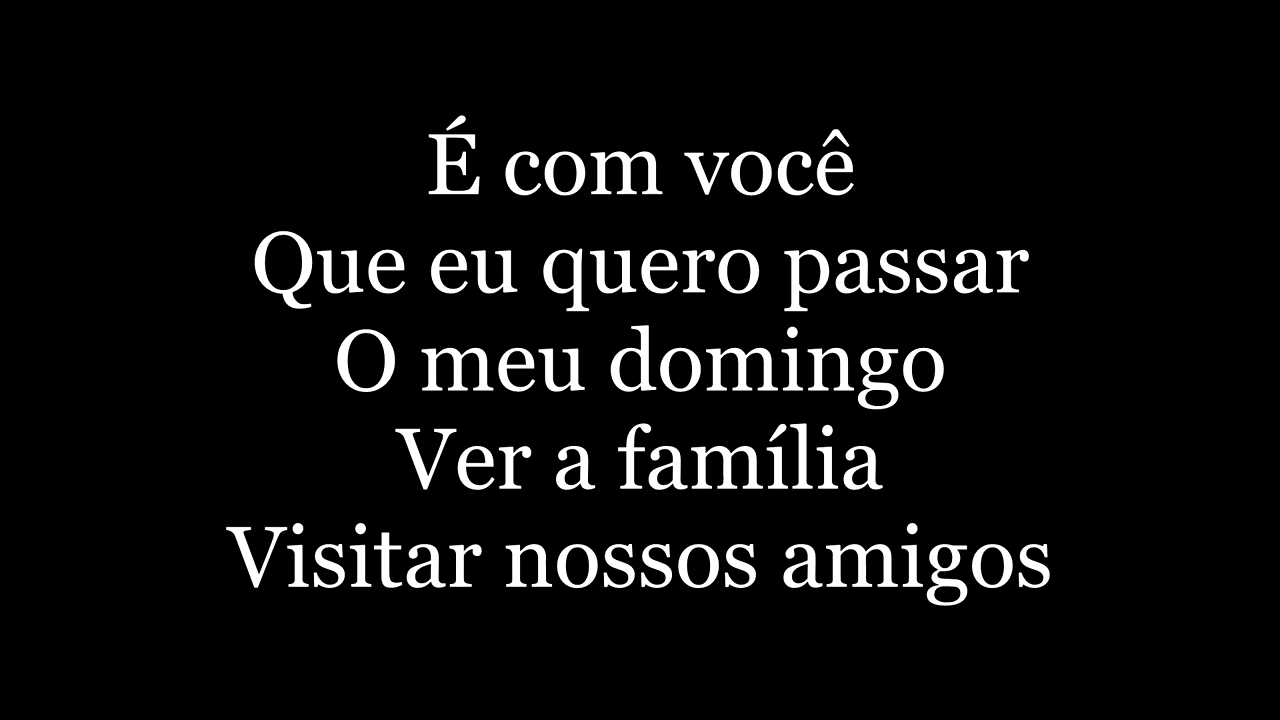 É com você
Que eu quero passar
O meu domingo
Ver a família
Visitar nossos amigos